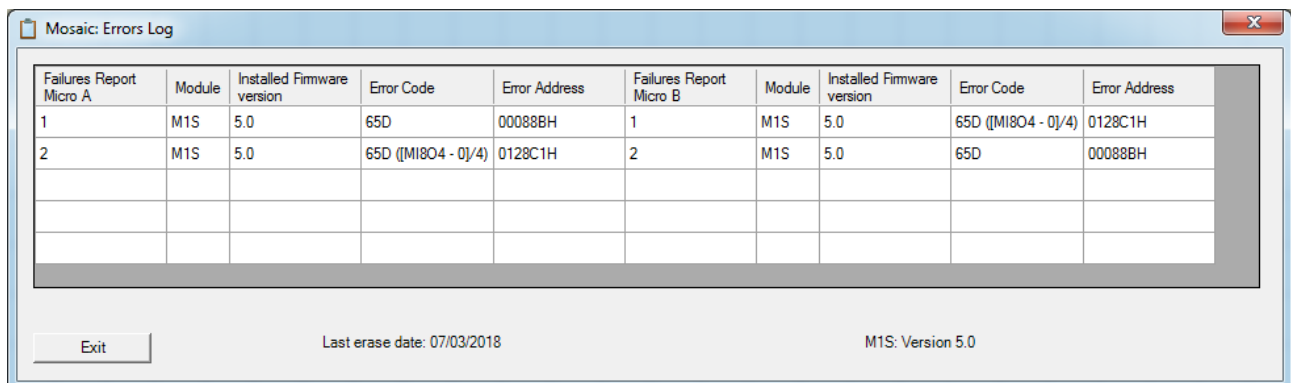 Mosaic: Errors Log
x
Failures Report Micro A Module Installed Firmware version Error Code Error Address Failures Report Micro B Module Installed Firmware version Error Code Error Address
1 M1S 5.0 65D 00088BH 1 M1S 5.0 65D ([MI8O4 - 0]/4) 0128C1H
2 M1S 5.0 65D ([MI8O4 - 0]/4) 0128C1H 2 M1S 5.0 65D 00088BH
Exit Last erase date: 07/03/2018 M1S: Version 5.0